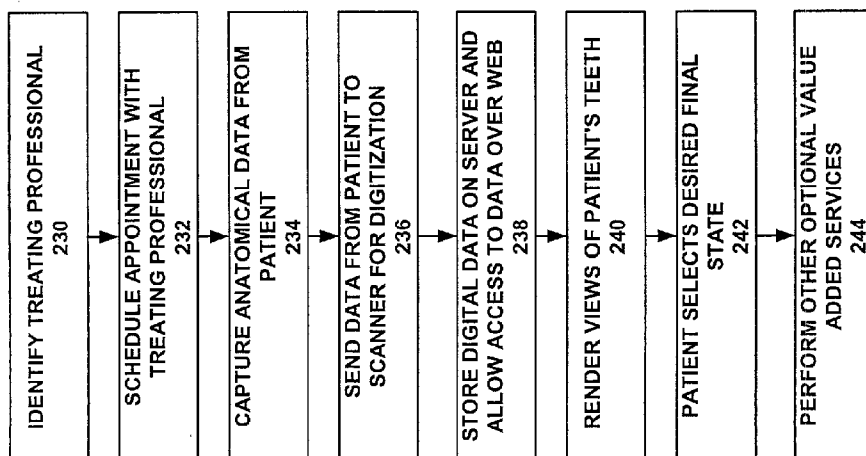 IDENTIFY TREATING PROFESSIONAL
230
SCHEDULE APPOINTMENT WITH
TREATING PROFESSIONAL
232
CAPTURE ANATOMICAL DATA FROM
PATIENT
234
SEND DATA FROM PATIENT TO
SCANNER FOR DIGITIZATION
236
STORE DIGITAL DATA ON SERVER AND
ALLOW ACCESS TO DATA OVER WEB
238
RENDER VIEWS OF PATIENT'S TEETH
240
PATIENT SELECTS DESIRED FINAL
STATE
242
PERFORM OTHER OPTIONAL VALUE
ADDED SERVICES
244